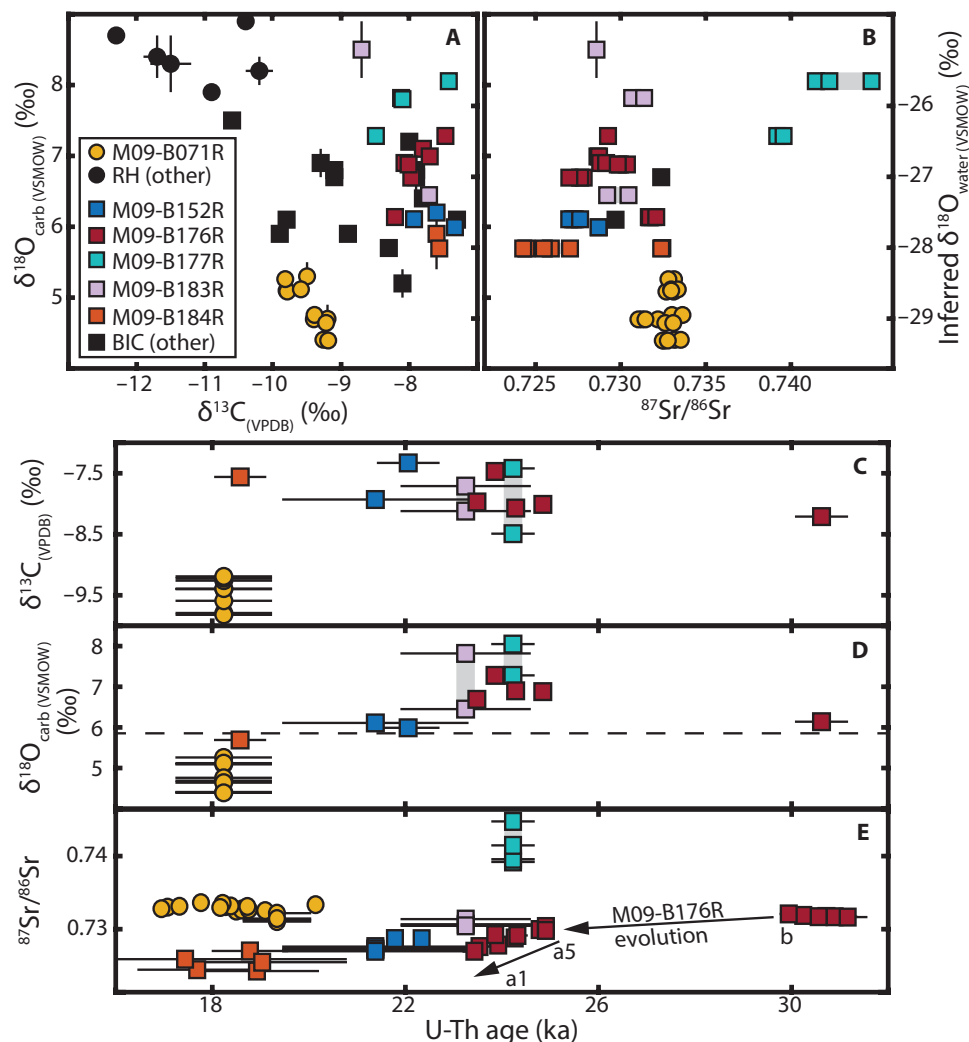 A
B
δ¹⁸Ocarb (VSMOW) (‰)
8
7
6
5
M09-B071R
RH (other)
M09-B152R
M09-B176R
M09-B177R
M09-B183R
M09-B184R
BIC (other)
−12 −11 −10 −9 −8
δ¹³C(VPDB) (‰)
0.725 0.730 0.735 0.740
⁸⁷Sr/⁸⁶Sr
−26
−27
−28
−29
Inferred δ¹⁸Owater (VSMOW) (‰)
C
δ¹³C(VPDB) (‰)
−7.5
−8.5
−9.5
D
δ¹⁸Ocarb (VSMOW) (‰)
8
7
6
5
E
⁸⁷Sr/⁸⁶Sr
0.74
0.73
M09-B176R
evolution
b
a5
a1
18 22 26 30
U-Th age (ka)